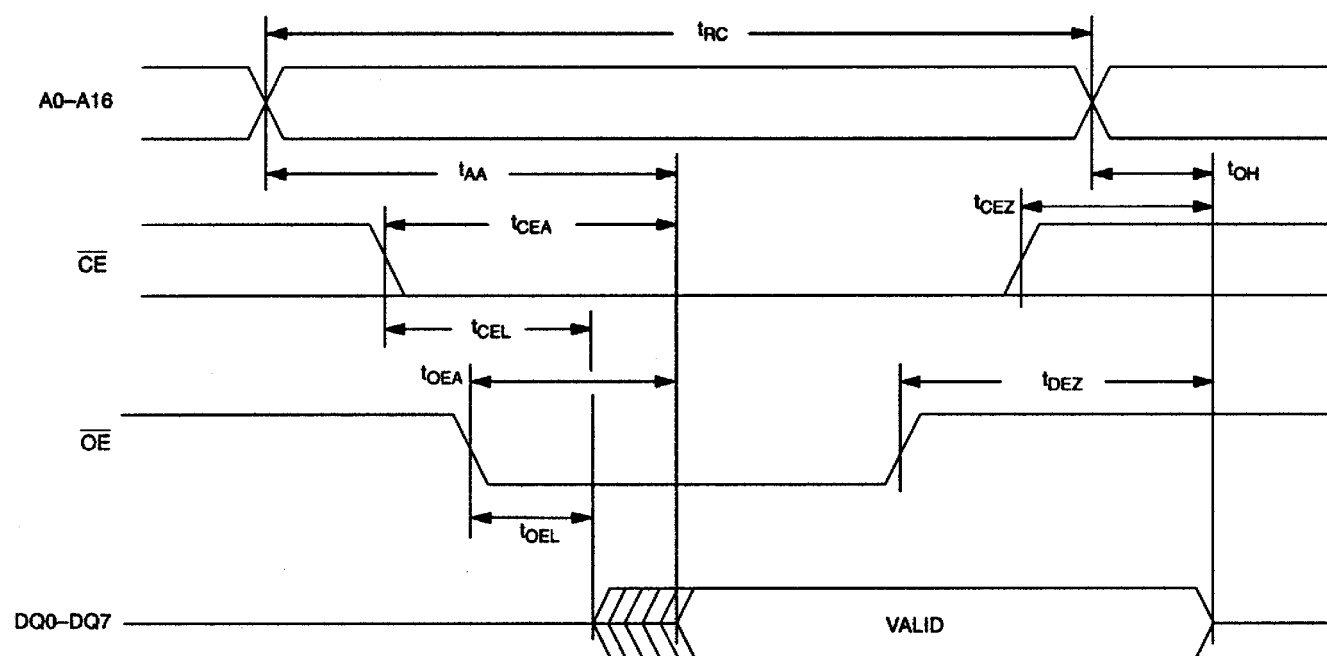 tRC
A0–A16
tAA
tOH
tCEZ
tCEA
CE
tCEL
tOEA
tDEZ
OE
tOEL
DQ0–DQ7
VALID